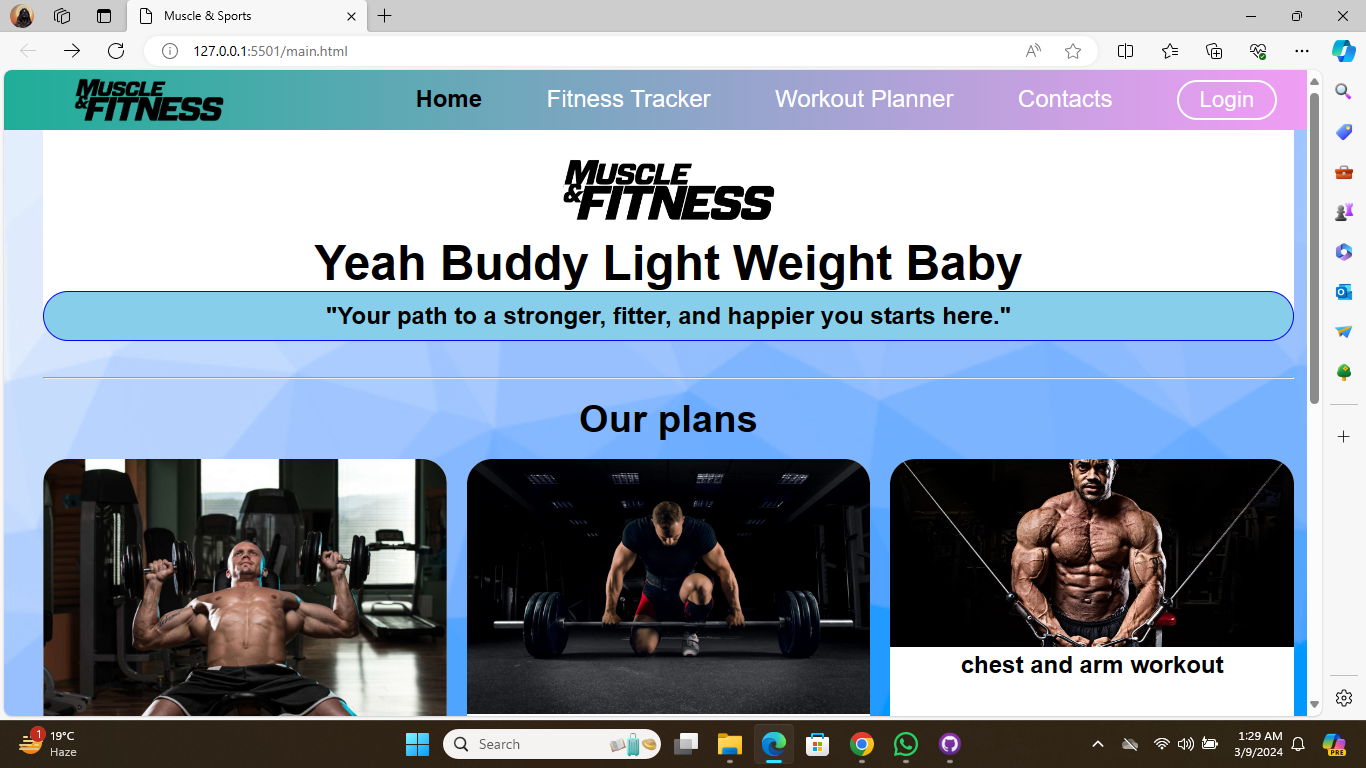 Muscle & Sports
127.0.0.1:5501/main.html
MUSCLE
&FITNESS
Home
Fitness Tracker
Workout Planner
Contacts
Login
MUSCLE
&FITNESS
Yeah Buddy Light Weight Baby
"Your path to a stronger, fitter, and happier you starts here."
Our plans
chest and arm workout
1
19°C
Haze
Search
1:29 AM
3/9/2024
PRE